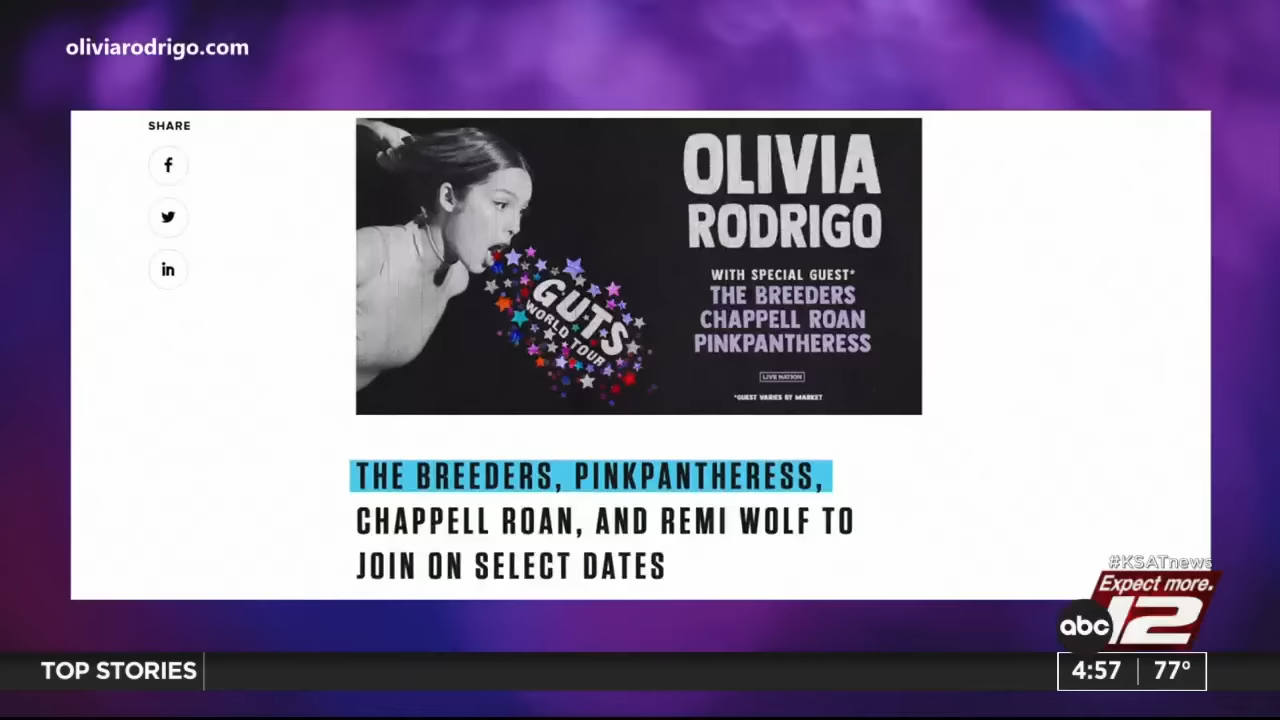 oliviarodrigo.com
SHARE
f
in
OLIVIA
RODRIGO
WITH SPECIAL GUEST*
THE BREEDERS
CHAPPELL ROAN
PINKPANTHERESS
LIVE NATION
*GUEST VARIES BY MARKET
GUTS
WORLD TOUR
THE BREEDERS, PINKPANTHERESS,
CHAPPELL ROAN, AND REMI WOLF TO
JOIN ON SELECT DATES
#KSATnews
Expect more.
abc 12
TOP STORIES
4:57 77°